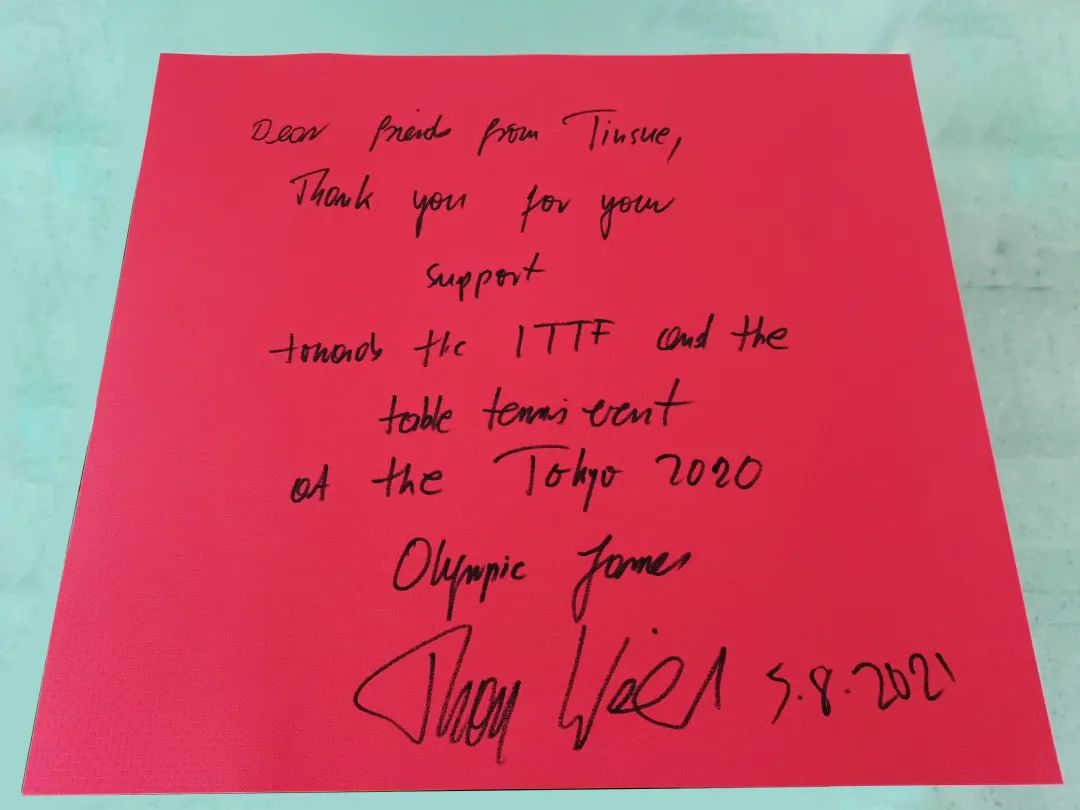 Dear friends from Tinsue,
Thank you for your
support
towards the ITTF and the
table tennis event
at the Tokyo 2020
Olympic Games
5.8.2021